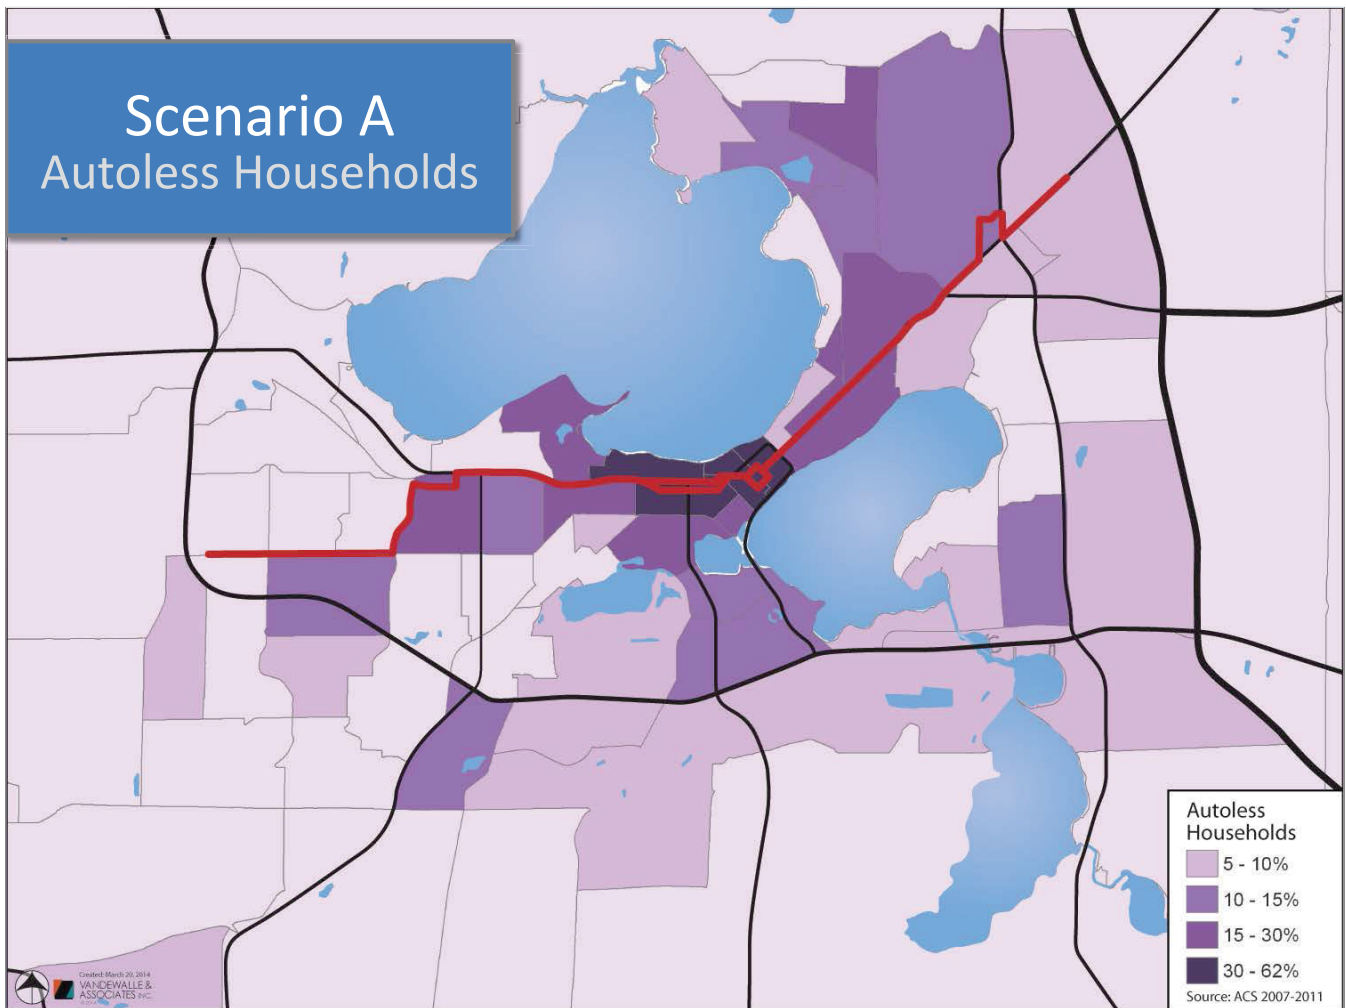 Scenario A
Autoless Households
Autoless
Households
5 - 10%
10 - 15%
15 - 30%
30 - 62%
Source: ACS 2007-2011
Created: March 20, 2014
VANDEWALLE &
ASSOCIATES INC.